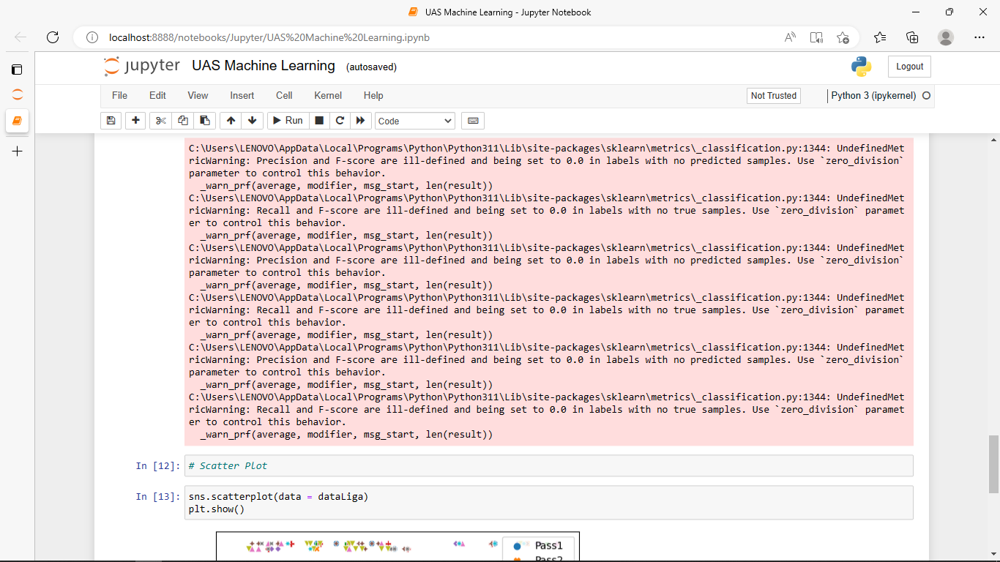 UAS Machine Learning - Jupyter Notebook
localhost:8888/notebooks/Jupyter/UAS%20Machine%20Learning.ipynb
jupyter UAS Machine Learning (autosaved)
Logout
File Edit View Insert Cell Kernel Help
Not Trusted
Python 3 (ipykernel)
Run
Code
C:\Users\LENOVO\AppData\Local\Programs\Python\Python311\Lib\site-packages\sklearn\metrics\_classification.py:1344: UndefinedMet
ricWarning: Precision and F-score are ill-defined and being set to 0.0 in labels with no predicted samples. Use `zero_division`
parameter to control this behavior.
_warn_prf(average, modifier, msg_start, len(result))
C:\Users\LENOVO\AppData\Local\Programs\Python\Python311\Lib\site-packages\sklearn\metrics\_classification.py:1344: UndefinedMet
ricWarning: Recall and F-score are ill-defined and being set to 0.0 in labels with no true samples. Use `zero_division` paramet
er to control this behavior.
_warn_prf(average, modifier, msg_start, len(result))
C:\Users\LENOVO\AppData\Local\Programs\Python\Python311\Lib\site-packages\sklearn\metrics\_classification.py:1344: UndefinedMet
ricWarning: Precision and F-score are ill-defined and being set to 0.0 in labels with no predicted samples. Use `zero_division`
parameter to control this behavior.
_warn_prf(average, modifier, msg_start, len(result))
C:\Users\LENOVO\AppData\Local\Programs\Python\Python311\Lib\site-packages\sklearn\metrics\_classification.py:1344: UndefinedMet
ricWarning: Recall and F-score are ill-defined and being set to 0.0 in labels with no true samples. Use `zero_division` paramet
er to control this behavior.
_warn_prf(average, modifier, msg_start, len(result))
C:\Users\LENOVO\AppData\Local\Programs\Python\Python311\Lib\site-packages\sklearn\metrics\_classification.py:1344: UndefinedMet
ricWarning: Precision and F-score are ill-defined and being set to 0.0 in labels with no predicted samples. Use `zero_division`
parameter to control this behavior.
_warn_prf(average, modifier, msg_start, len(result))
C:\Users\LENOVO\AppData\Local\Programs\Python\Python311\Lib\site-packages\sklearn\metrics\_classification.py:1344: UndefinedMet
ricWarning: Recall and F-score are ill-defined and being set to 0.0 in labels with no true samples. Use `zero_division` paramet
er to control this behavior.
_warn_prf(average, modifier, msg_start, len(result))
In [12]: # Scatter Plot
In [13]: sns.scatterplot(data = dataLiga)
plt.show()
Pass1
Pass2